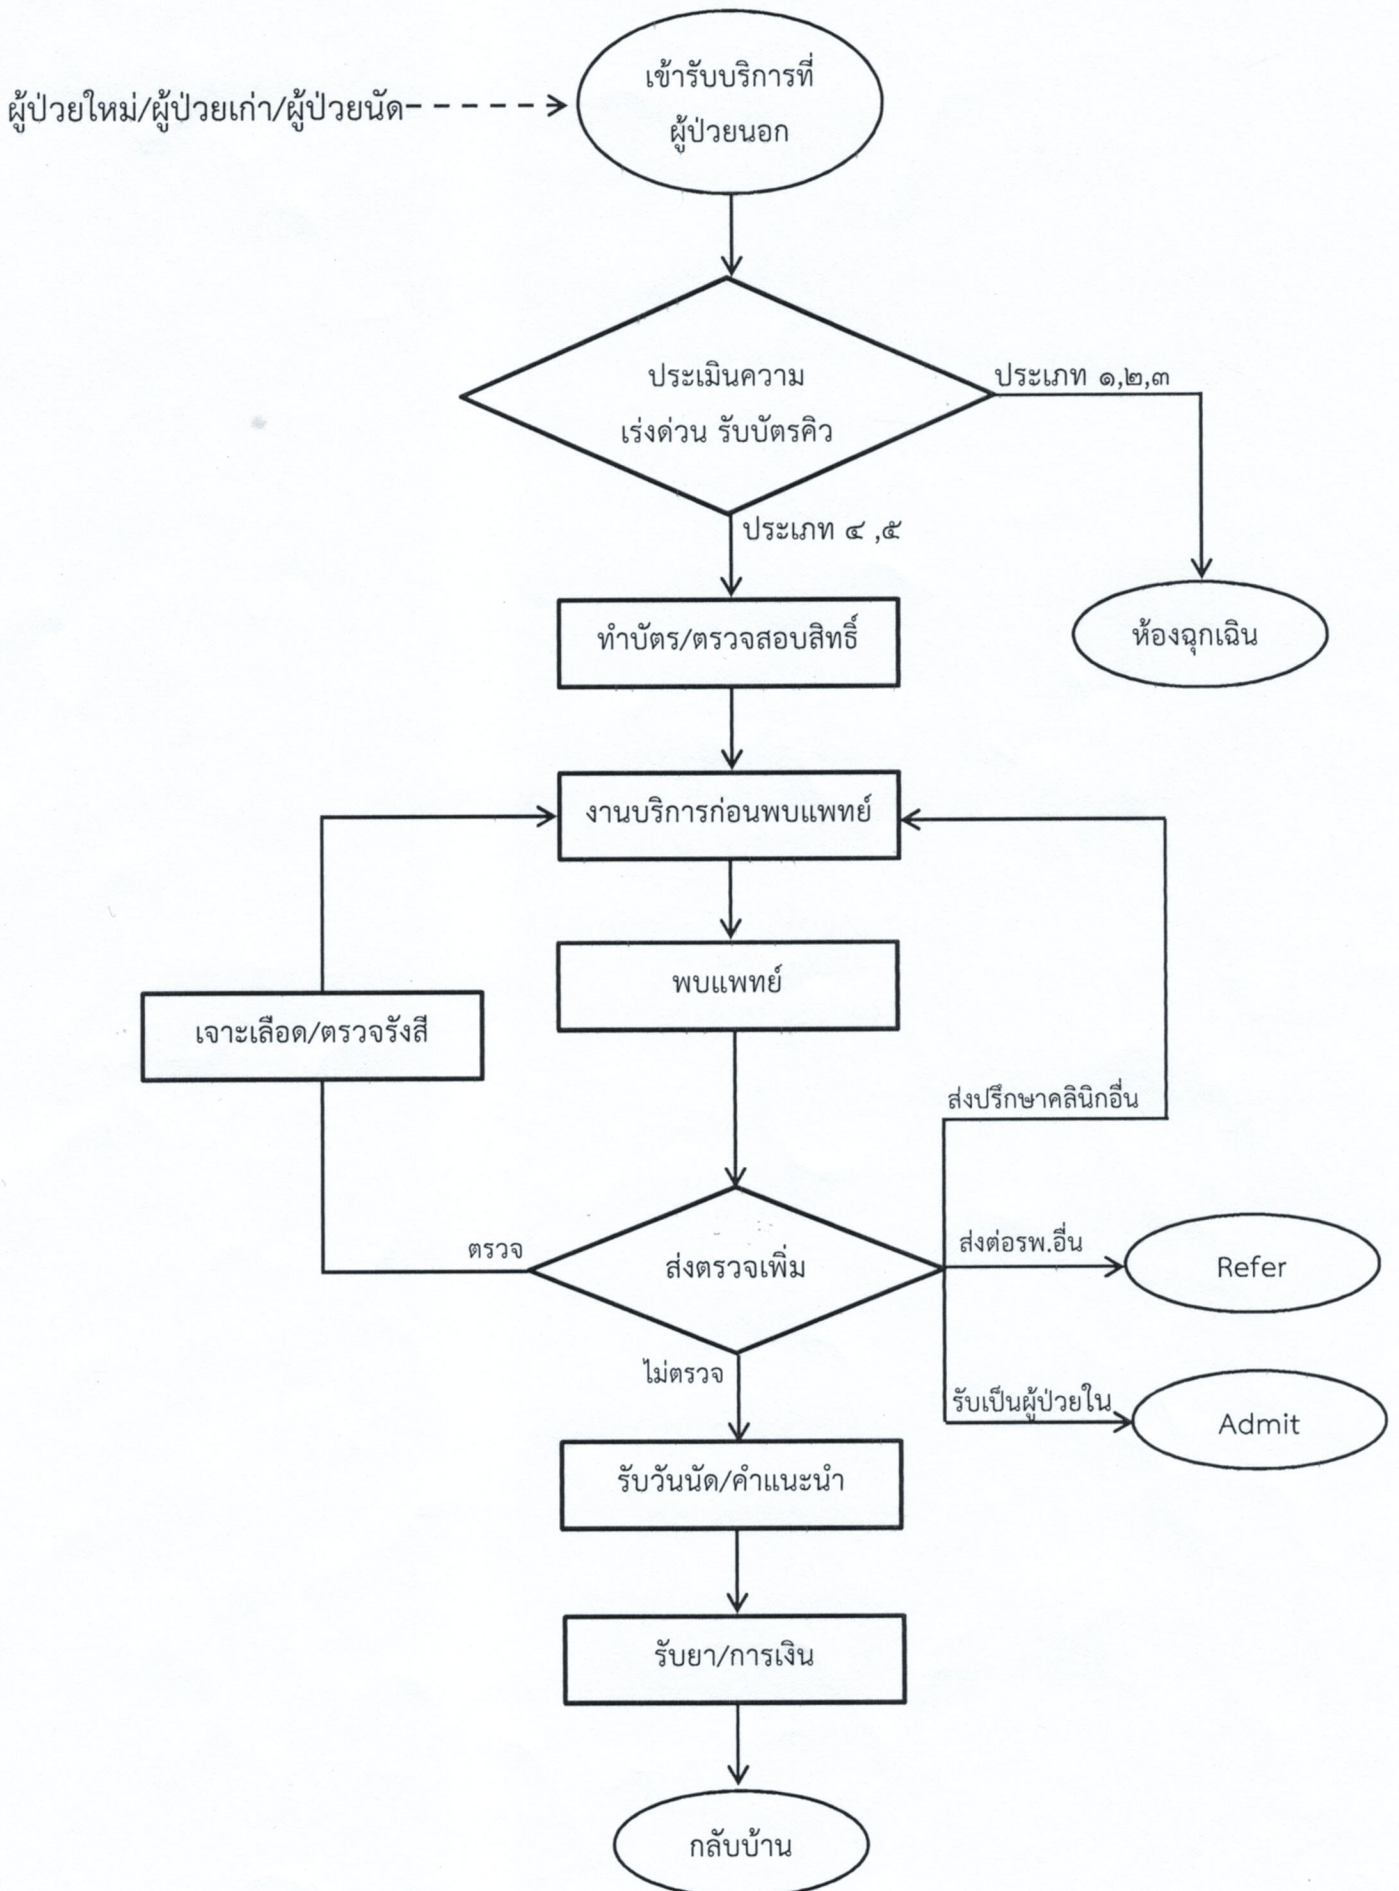 เข้ารับบริการที่
ผู้ป่วยนอก
ผู้ป่วยใหม่/ผู้ป่วยเก่า/ผู้ป่วยนัด
ประเมินความ
เร่งด่วน รับบัตรคิว
ประเภท ๑,๒,๓
ประเภท ๔ ,๕
ทำบัตร/ตรวจสอบสิทธิ์
ห้องฉุกเฉิน
งานบริการก่อนพบแพทย์
พบแพทย์
เจาะเลือด/ตรวจรังสี
ส่งปรึกษาคลินิกอื่น
ตรวจ
ส่งตรวจเพิ่ม
ส่งต่อรพ.อื่น
Refer
ไม่ตรวจ
รับเป็นผู้ป่วยใน
Admit
รับวันนัด/คำแนะนำ
รับยา/การเงิน
กลับบ้าน